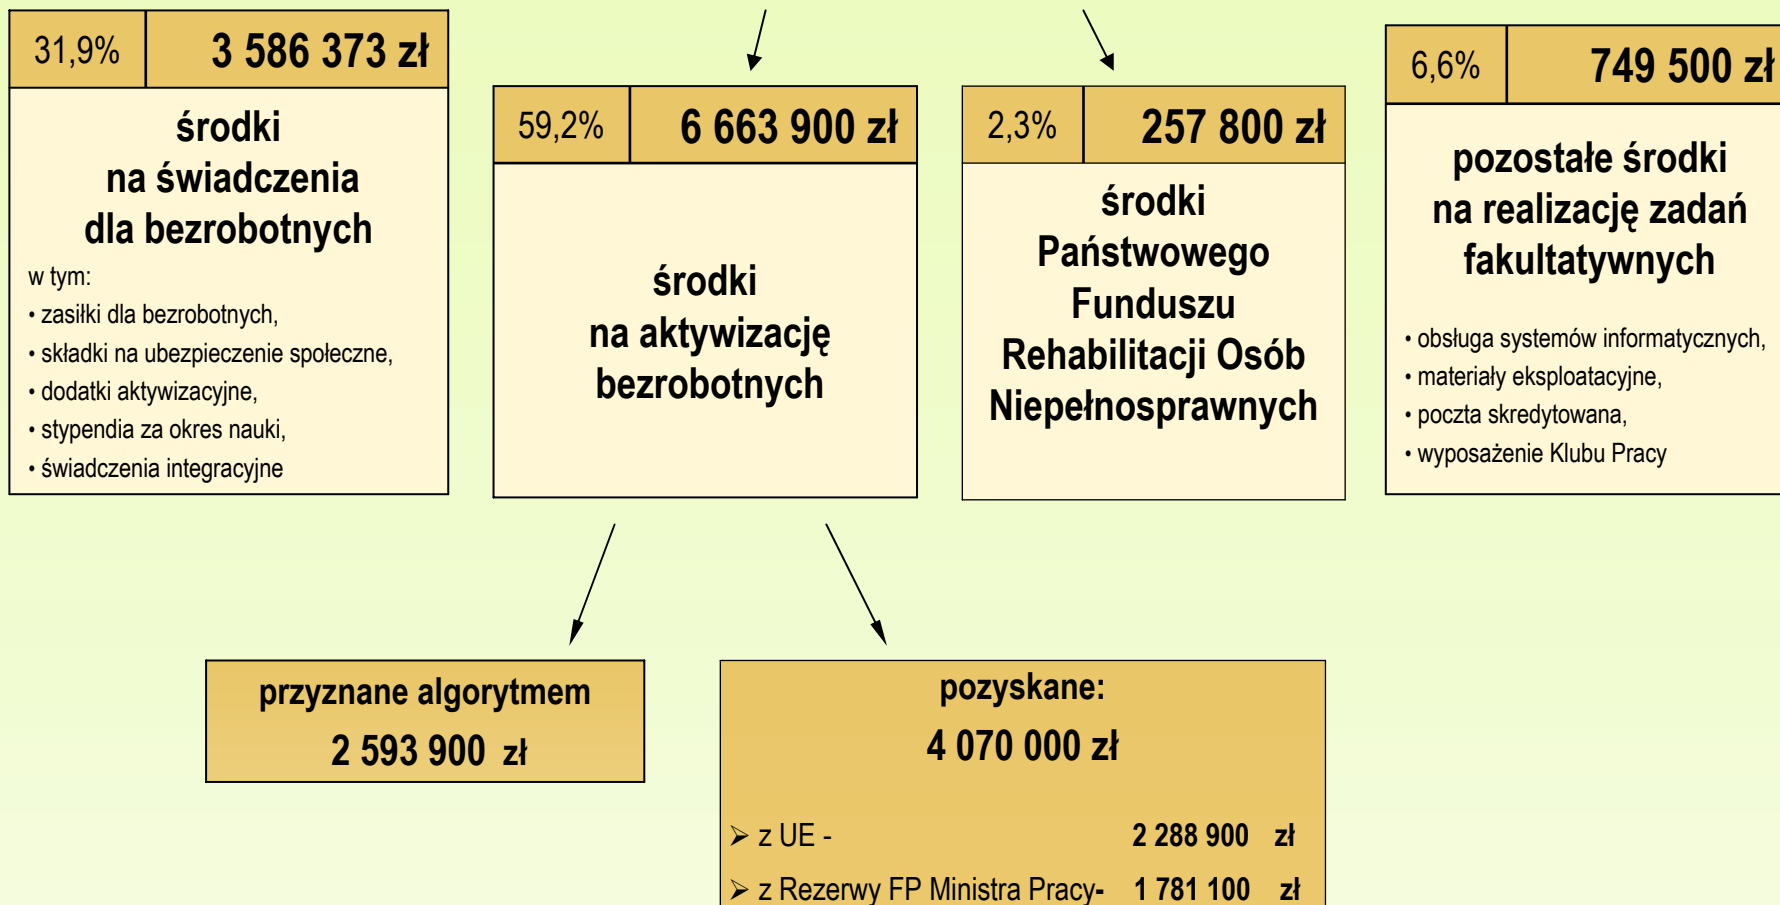 31,9% 3 586 373 zł
środki
na świadczenia
dla bezrobotnych
w tym:
• zasiłki dla bezrobotnych,
• składki na ubezpieczenie społeczne,
• dodatki aktywizacyjne,
• stypendia za okres nauki,
• świadczenia integracyjne
59,2% 6 663 900 zł
środki
na aktywizację
bezrobotnych
2,3% 257 800 zł
środki
Państwowego
Funduszu
Rehabilitacji Osób
Niepełnosprawnych
6,6% 749 500 zł
pozostałe środki
na realizację zadań
fakultatywnych
• obsługa systemów informatycznych,
• materiały eksploatacyjne,
• poczta skredytowana,
• wyposażenie Klubu Pracy
przyznane algorytmem
2 593 900 zł
pozyskane:
4 070 000 zł
➢ z UE - 2 288 900 zł
➢ z Rezerwy FP Ministra Pracy- 1 781 100 zł